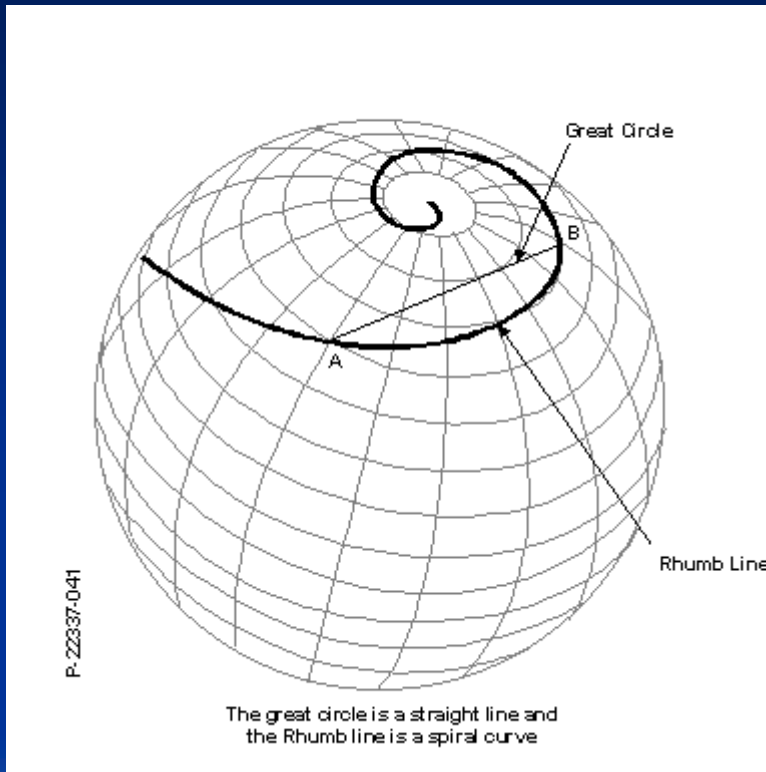 Great Circle
B
A
Rhumb Line
P-22337-041
The great circle is a straight line and
the Rhumb line is a spiral curve